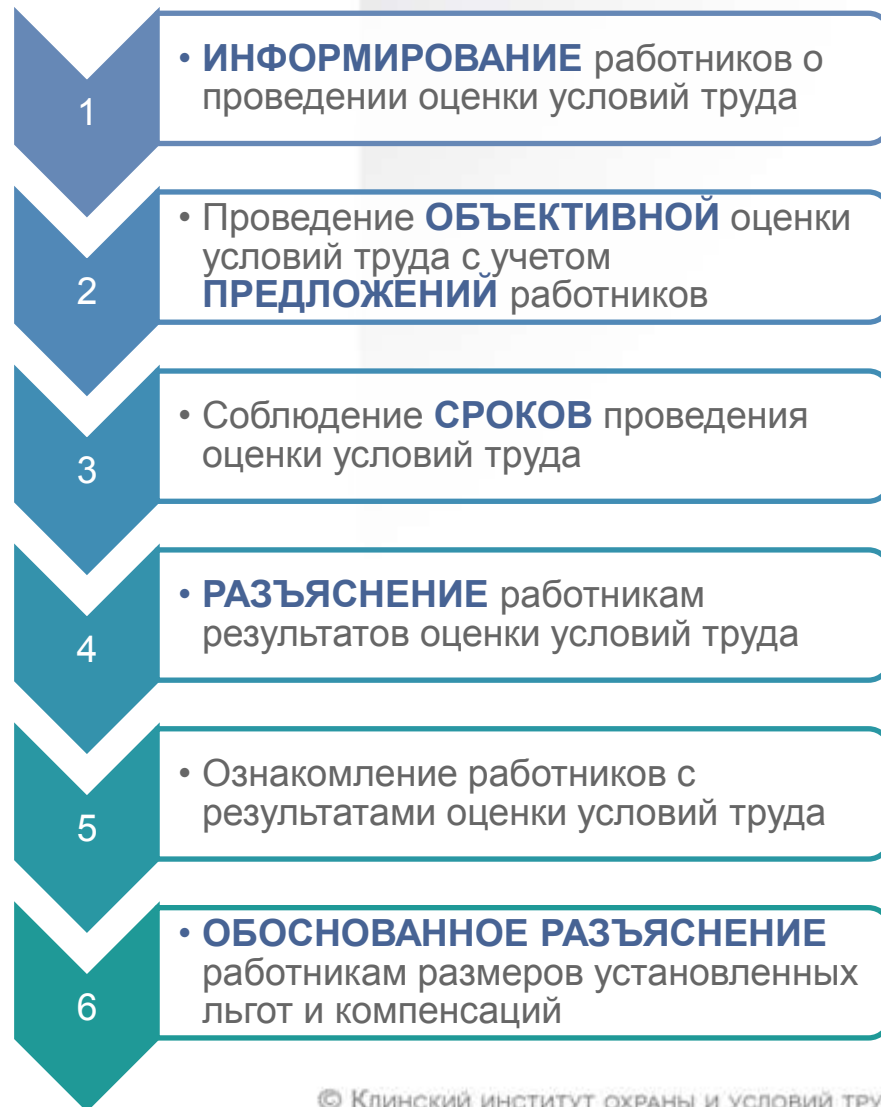 1
• ИНФОРМИРОВАНИЕ работников о
проведении оценки условий труда
2
• Проведение ОБЪЕКТИВНОЙ оценки
условий труда с учетом
ПРЕДЛОЖЕНИЙ работников
3
• Соблюдение СРОКОВ проведения
оценки условий труда
4
• РАЗЪЯСНЕНИЕ работникам
результатов оценки условий труда
5
• Ознакомление работников с
результатами оценки условий труда
6
• ОБОСНОВАННОЕ РАЗЪЯСНЕНИЕ
работникам размеров установленных
льгот и компенсаций
© Клинский институт охраны и условий